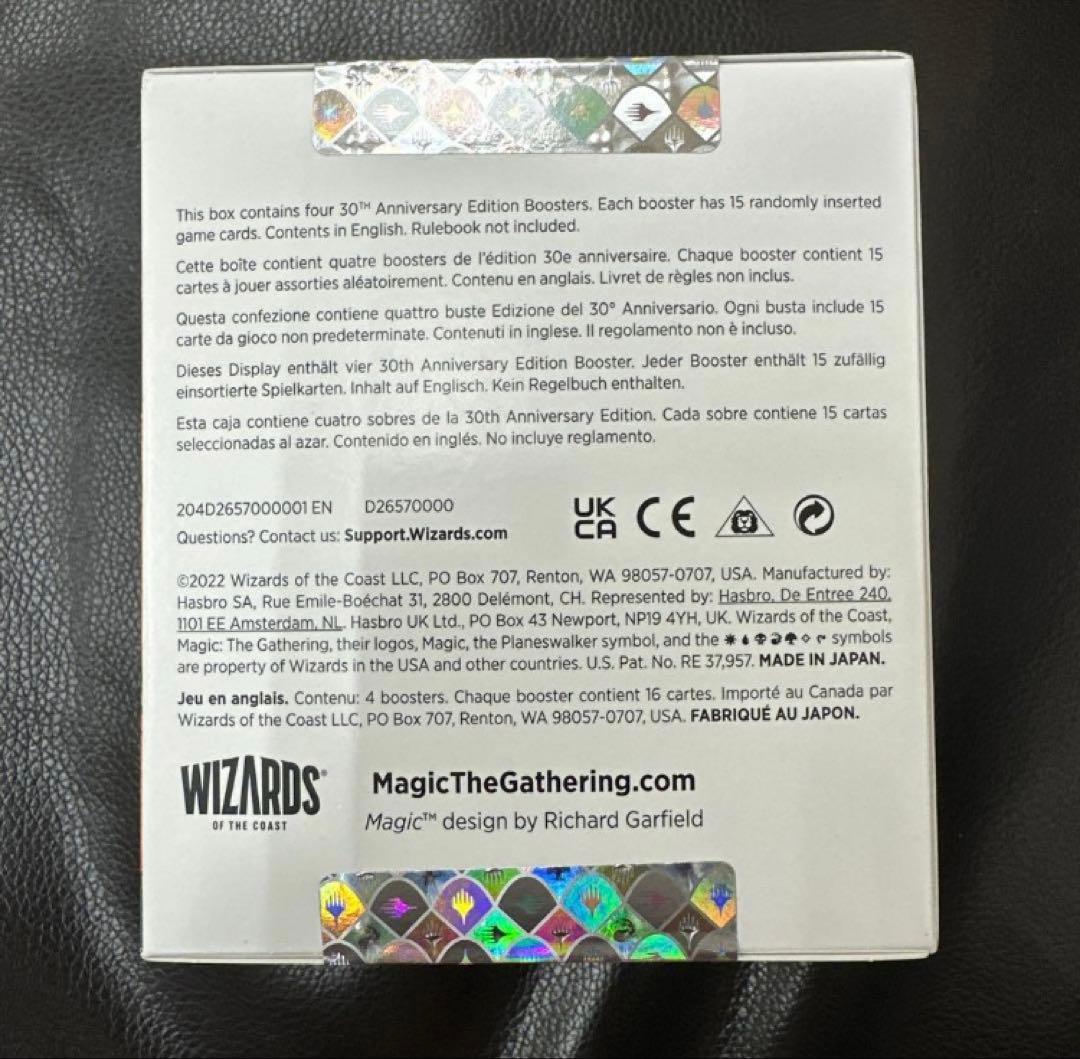 This box contains four 30TH Anniversary Edition Boosters. Each booster has 15 randomly inserted
game cards. Contents in English. Rulebook not included.
Cette boîte contient quatre boosters de l'édition 30e anniversaire. Chaque booster contient 15
cartes à jouer assorties aléatoirement. Contenu en anglais. Livret de règles non inclus.
Questa confezione contiene quattro buste Edizione del 30° Anniversario. Ogni busta include 15
carte da gioco non predeterminate. Contenuti in inglese. Il regolamento non è incluso.
Dieses Display enthält vier 30th Anniversary Edition Booster. Jeder Booster enthält 15 zufällig
einsortierte Spielkarten. Inhalt auf Englisch. Kein Regelbuch enthalten.
Esta caja contiene cuatro sobres de la 30th Anniversary Edition. Cada sobre contiene 15 cartas
seleccionadas al azar. Contenido en inglés. No incluye reglamento.
204D2657000001 EN D26570000
UK
CA CE
Questions? Contact us: Support.Wizards.com
©2022 Wizards of the Coast LLC, PO Box 707, Renton, WA 98057-0707, USA. Manufactured by:
Hasbro SA, Rue Emile-Boéchat 31, 2800 Delémont, CH. Represented by: Hasbro, De Entree 240,
1101 EE Amsterdam, NL. Hasbro UK Ltd., PO Box 43 Newport, NP19 4YH, UK. Wizards of the Coast,
Magic: The Gathering, their logos, Magic, the Planeswalker symbol, and the symbols
are property of Wizards in the USA and other countries. U.S. Pat. No. RE 37,957. MADE IN JAPAN.
Jeu en anglais. Contenu: 4 boosters. Chaque booster contient 16 cartes. Importé au Canada par
Wizards of the Coast LLC, PO Box 707, Renton, WA 98057-0707, USA. FABRIQUÉ AU JAPON.
WIZARDS®
OF THE COAST
MagicTheGathering.com
Magic™ design by Richard Garfield